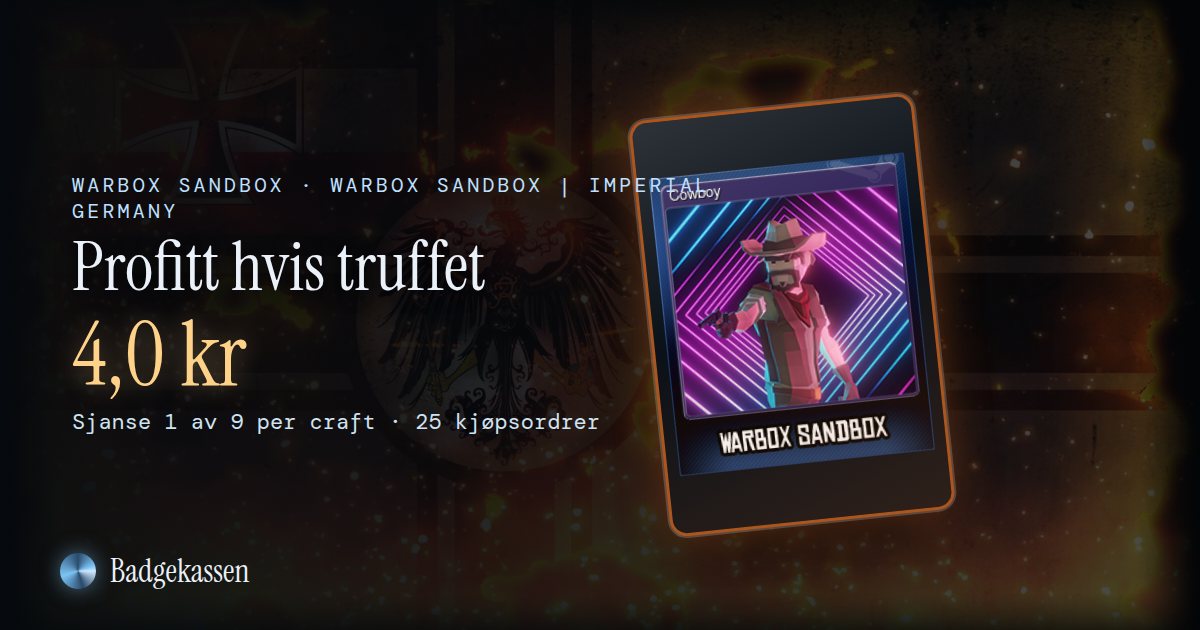 WARBOX SANDBOX · WARBOX SANDBOX | IMPERIAL
GERMANY
Profitt hvis truffet
4,0 kr
Sjanse 1 av 9 per craft · 25 kjøpsordrer
Cowboy
WARBOX SANDBOX
Badgekassen